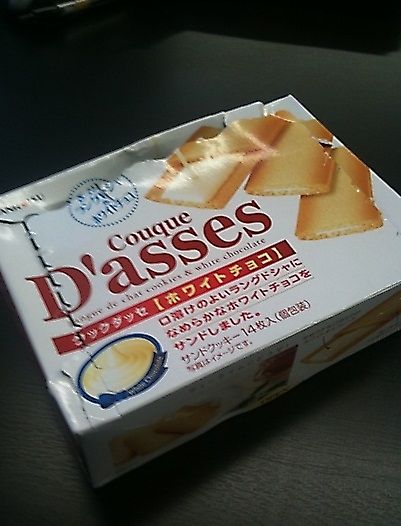 Couque
D'asses
langue de chat cookies & white chocolate
クックダッセ【ホワイトチョコ】
口溶けのよいラングドシャに
なめらかなホワイトチョコを
サンドしました。
サンドクッキー14枚入(個包装)
写真はイメージです。
White Chocolate